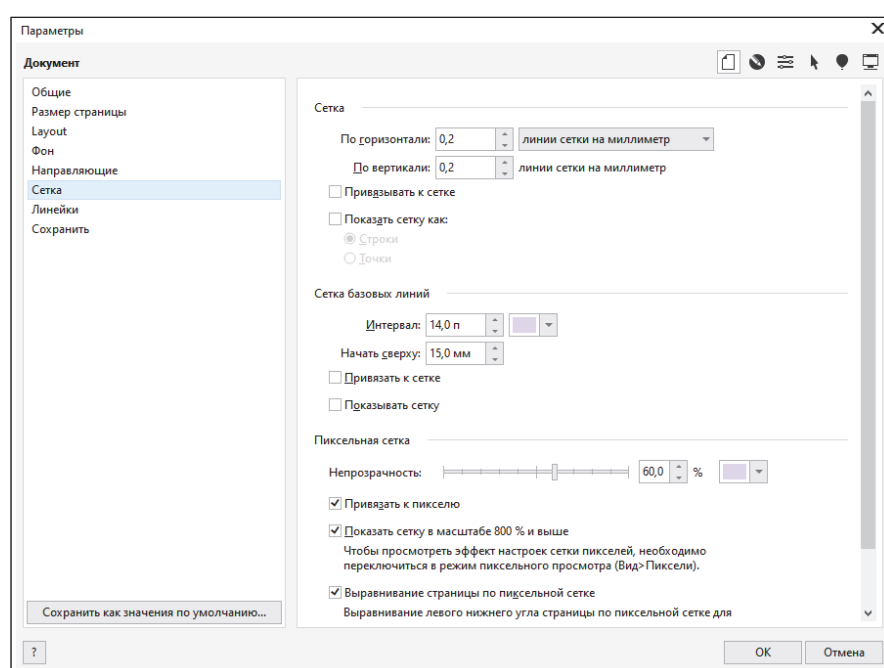 Параметры
Документ
Общие
Размер страницы
Layout
Фон
Направляющие
Сетка
Линейки
Сохранить
Сохранить как значения по умолчанию...
Сетка
По горизонтали: 0,2 линии сетки на миллиметр
По вертикали: 0,2 линии сетки на миллиметр
Привязывать к сетке
Показать сетку как:
Строки
Точки
Сетка базовых линий
Интервал: 14,0 п
Начать сверху: 15,0 мм
Привязать к сетке
Показывать сетку
Пиксельная сетка
Непрозрачность: 60,0 %
Привязать к пикселю
Показать сетку в масштабе 800 % и выше
Чтобы просмотреть эффект настроек сетки пикселей, необходимо
переключиться в режим пиксельного просмотра (Вид>Пиксели).
Выравнивание страницы по пиксельной сетке
Выравнивание левого нижнего угла страницы по пиксельной сетке для
?
ОК
Отмена